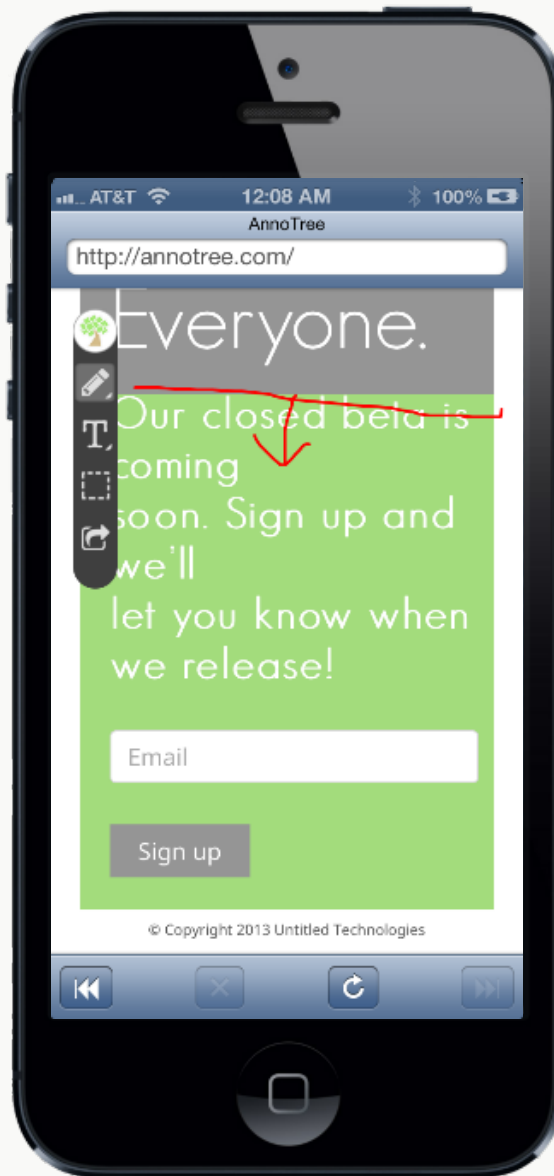 AT&T 12:08 AM 100%
AnnoTree
http://annotree.com/
Everyone.
T
Our closed beta is
coming
soon. Sign up and
we'll
let you know when
we release!
Email
Sign up
© Copyright 2013 Untitled Technologies